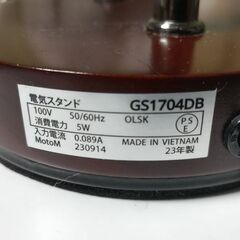 電気スタンド GS1704DB
100V 50/60Hz OLSK
消費電力 5W
入力電流 0.089A MADE IN VIETNAM
MotoM 230914 23年製
P S E